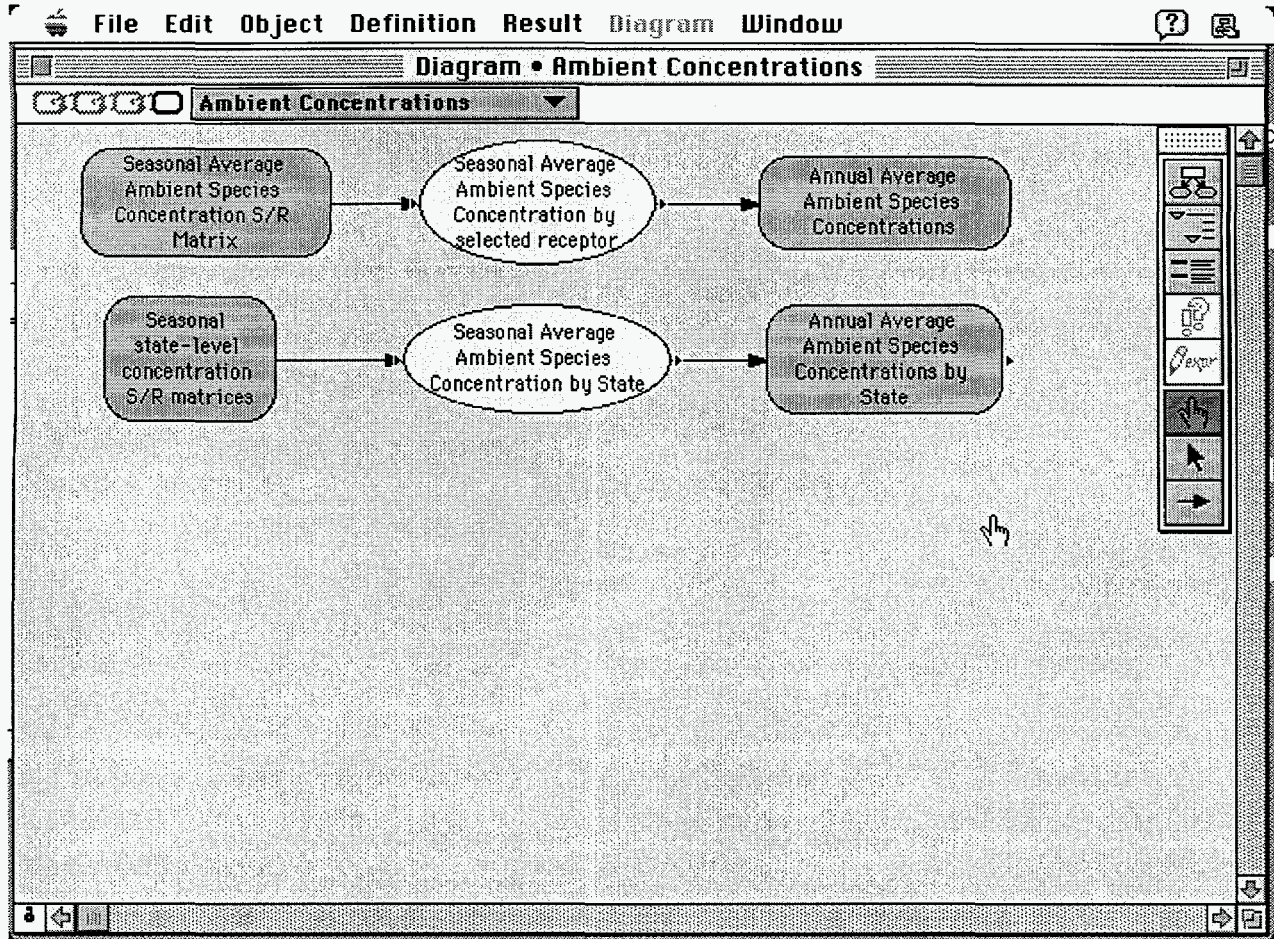 File Edit Object Definition Result Diagram Window
Diagram • Ambient Concentrations
Ambient Concentrations
Seasonal Average
Ambient Species
Concentration S/R
Matrix
Seasonal Average
Ambient Species
Concentration by
selected receptor
Annual Average
Ambient Species
Concentrations
Seasonal
state-level
concentration
S/R matrices
Seasonal Average
Ambient Species
Concentration by State
Annual Average
Ambient Species
Concentrations by
State
expr